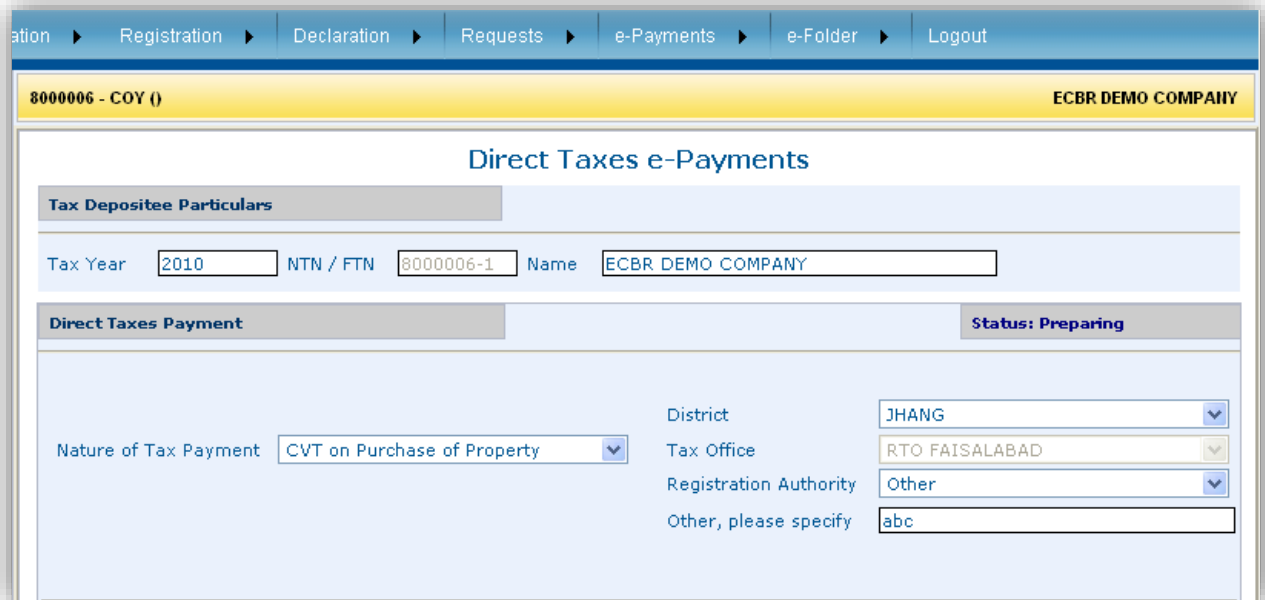 ation Registration Declaration Requests e-Payments e-Folder Logout
8000006 - COY () ECBR DEMO COMPANY
Direct Taxes e-Payments
Tax Depositee Particulars
Tax Year 2010 NTN / FTN 8000006-1 Name ECBR DEMO COMPANY
Direct Taxes Payment Status: Preparing
District JHANG
Nature of Tax Payment CVT on Purchase of Property Tax Office RTO FAISALABAD
Registration Authority Other
Other, please specify abc